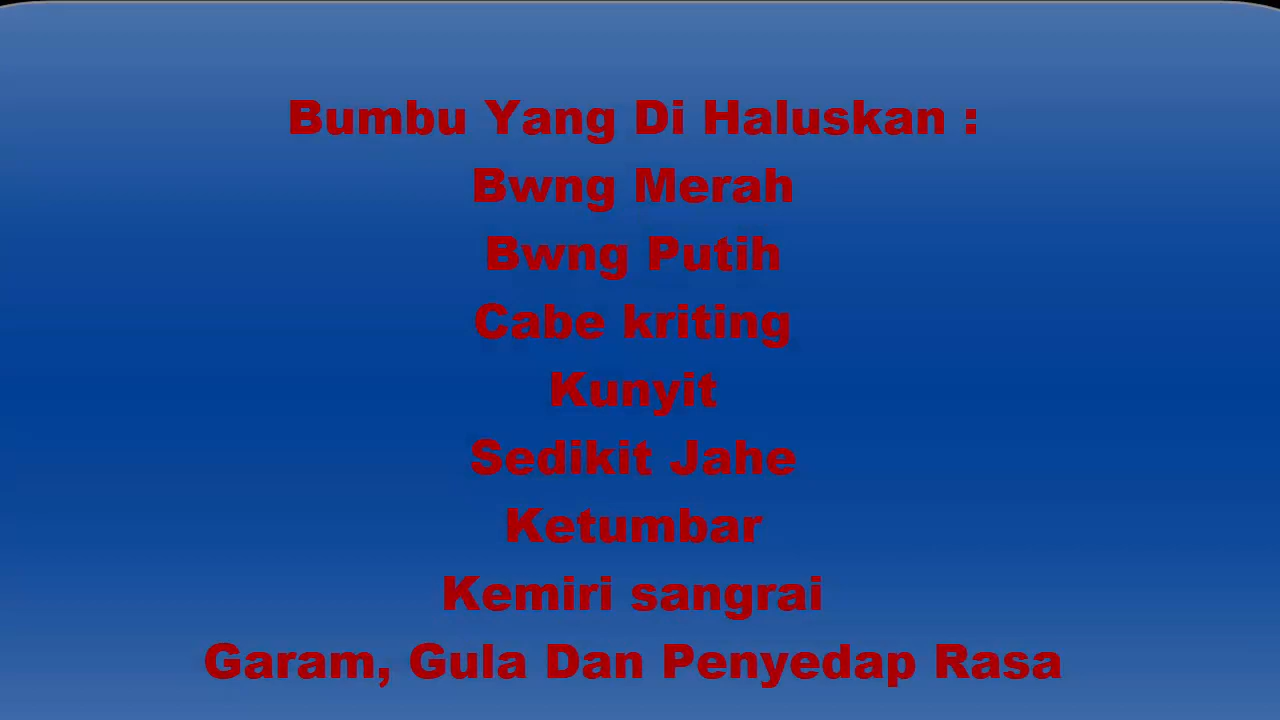 Bumbu Yang Di Haluskan :
Bwng Merah
Bwng Putih
Cabe kriting
Kunyit
Sedikit Jahe
Ketumbar
Kemiri sangrai
Garam, Gula Dan Penyedap Rasa